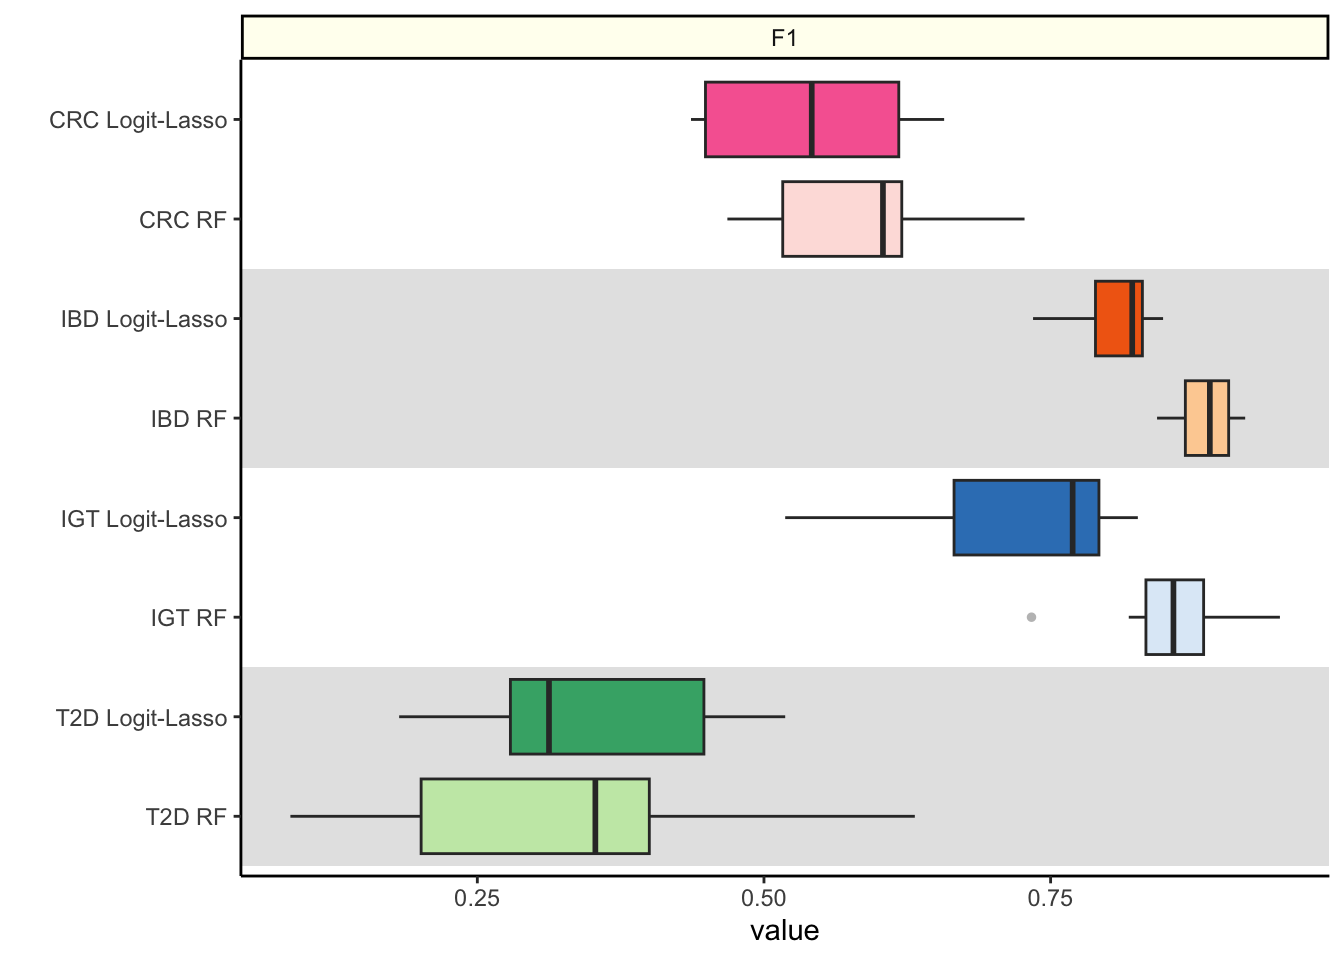 F1
CRC Logit-Lasso
CRC RF
IBD Logit-Lasso
IBD RF
IGT Logit-Lasso
IGT RF
T2D Logit-Lasso
T2D RF
0.25 0.50 0.75
value